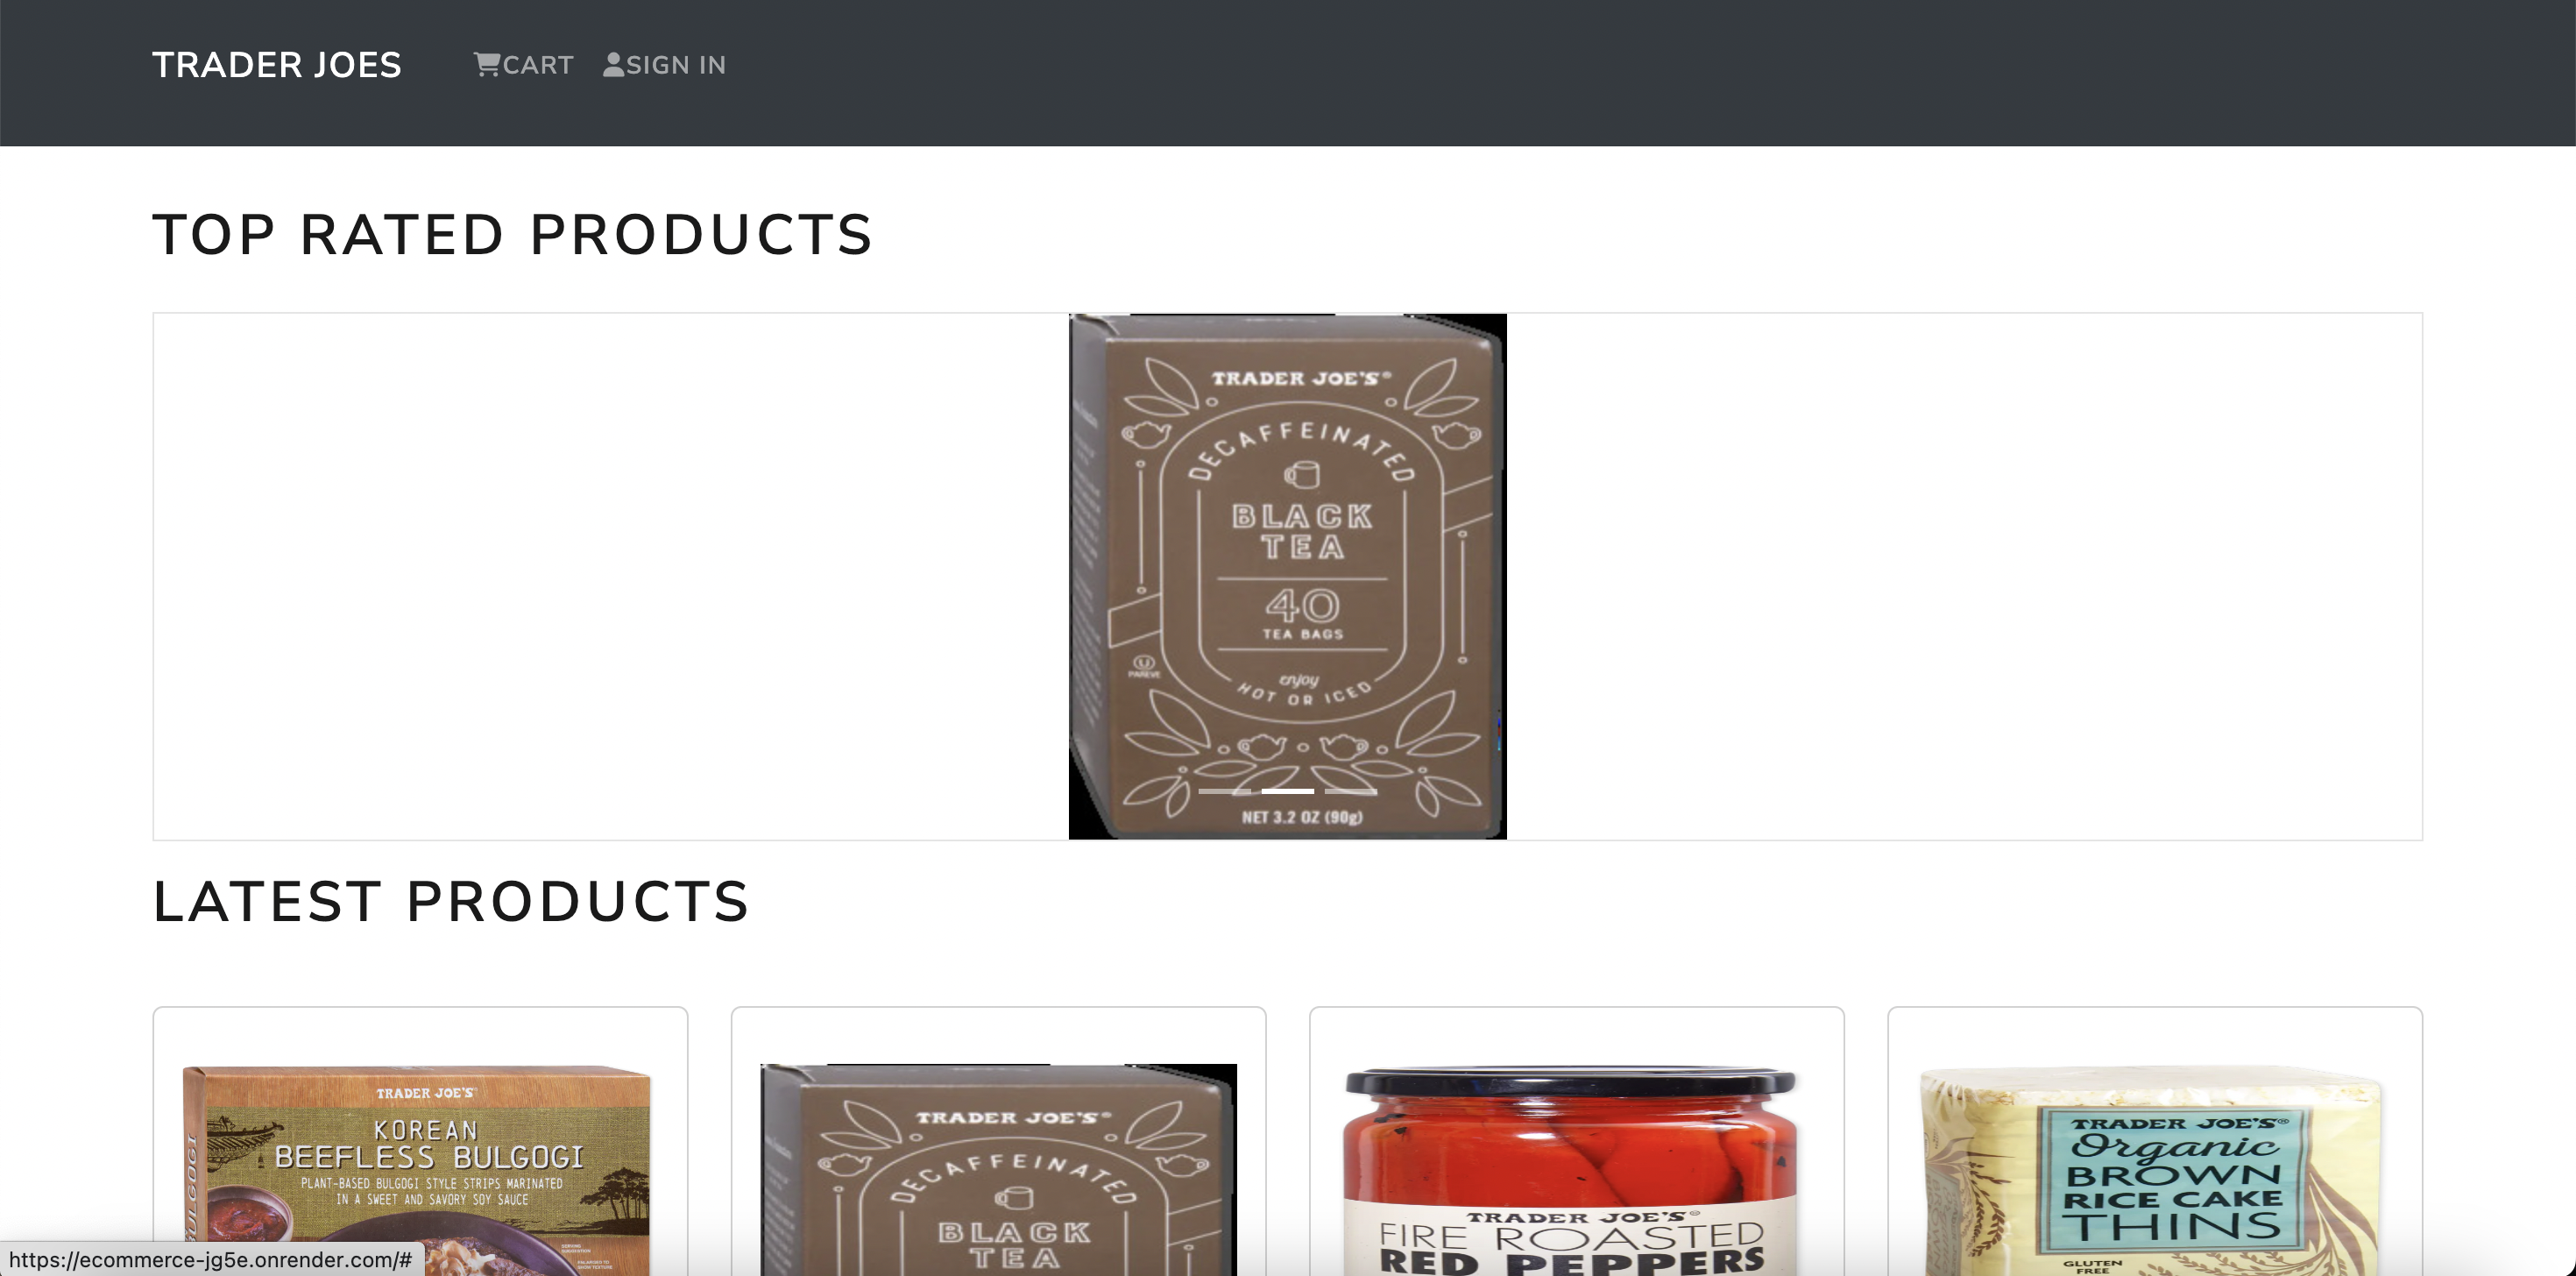 TRADER JOES
CART
SIGN IN
TOP RATED PRODUCTS
TRADER JOE'S®
DECAFFEINATED
BLACK
TEA
40
TEA BAGS
enjoy
HOT OR ICED
U
PAREVE
NET 3.2 OZ (90g)
LATEST PRODUCTS
TRADER JOE'S
KOREAN
BEEFLESS BULGOGI
PLANT-BASED BULGOGI STYLE STRIPS MARINATED
IN A SWEET AND SAVORY SOY SAUCE
BULGOGI
TRADER JOE'S®
DECAFFEINATED
BLACK
TEA
TRADER JOE'S®
FIRE ROASTED
RED PEPPERS
TRADER JOE'S®
Organic
BROWN
RICE CAKE
THINS
GLUTEN
FREE
https://ecommerce-jg5e.onrender.com/#